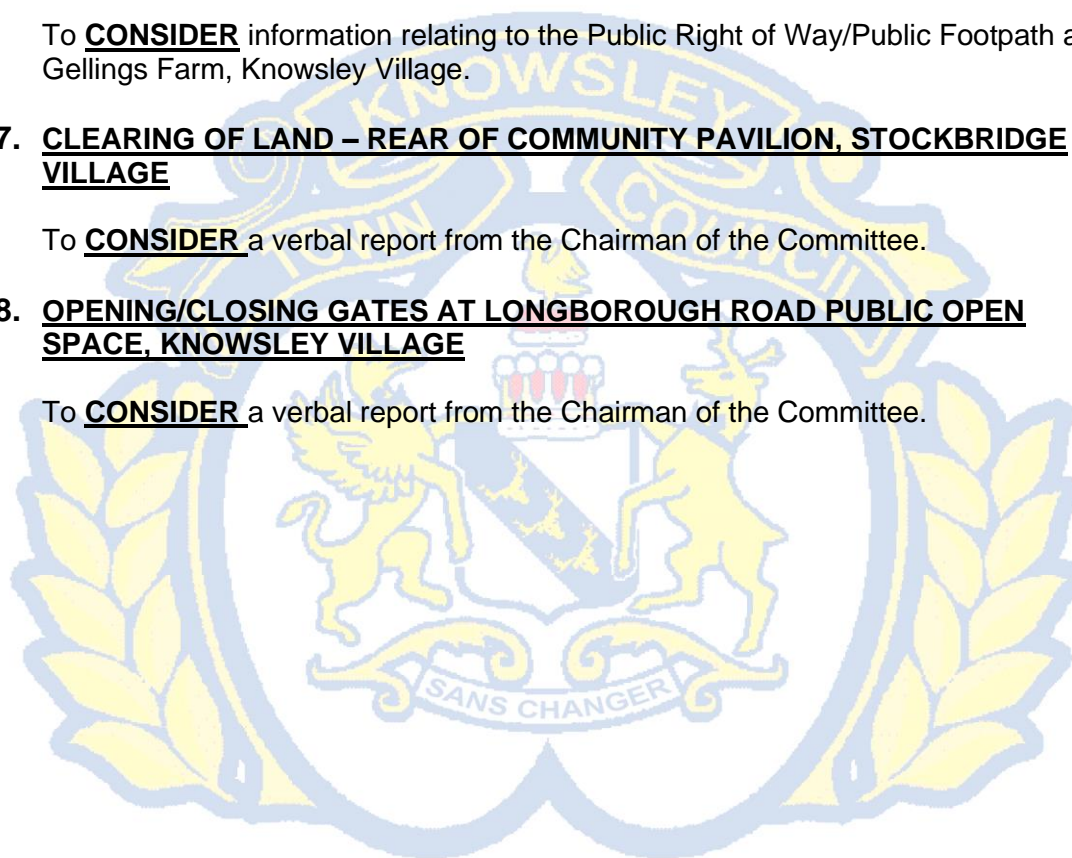 To CONSIDER information relating to the Public Right of Way/Public Footpath a
Gellings Farm, Knowsley Village.
7. CLEARING OF LAND – REAR OF COMMUNITY PAVILION, STOCKBRIDGE
VILLAGE
To CONSIDER a verbal report from the Chairman of the Committee.
8. OPENING/CLOSING GATES AT LONGBOROUGH ROAD PUBLIC OPEN
SPACE, KNOWSLEY VILLAGE
To CONSIDER a verbal report from the Chairman of the Committee.
KNOWSLEY
TOWN COUNCIL
SANS CHANGER